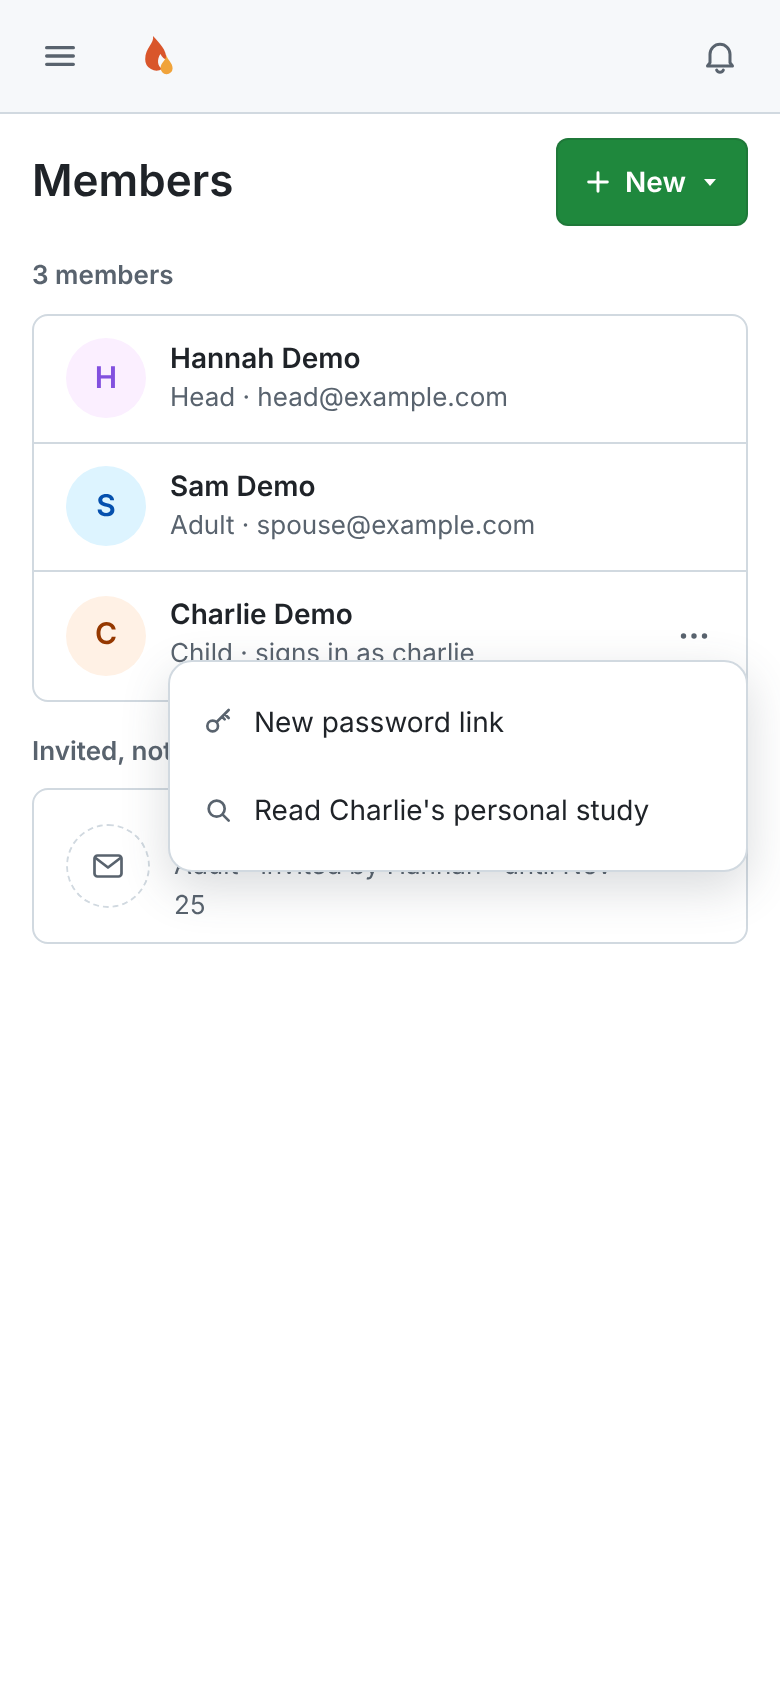 Members
New
3 members
H
Hannah Demo
Head · head@example.com
S
Sam Demo
Adult · spouse@example.com
C
Charlie Demo
Child · signs in as charlie
New password link
Invited, not
Read Charlie's personal study
25